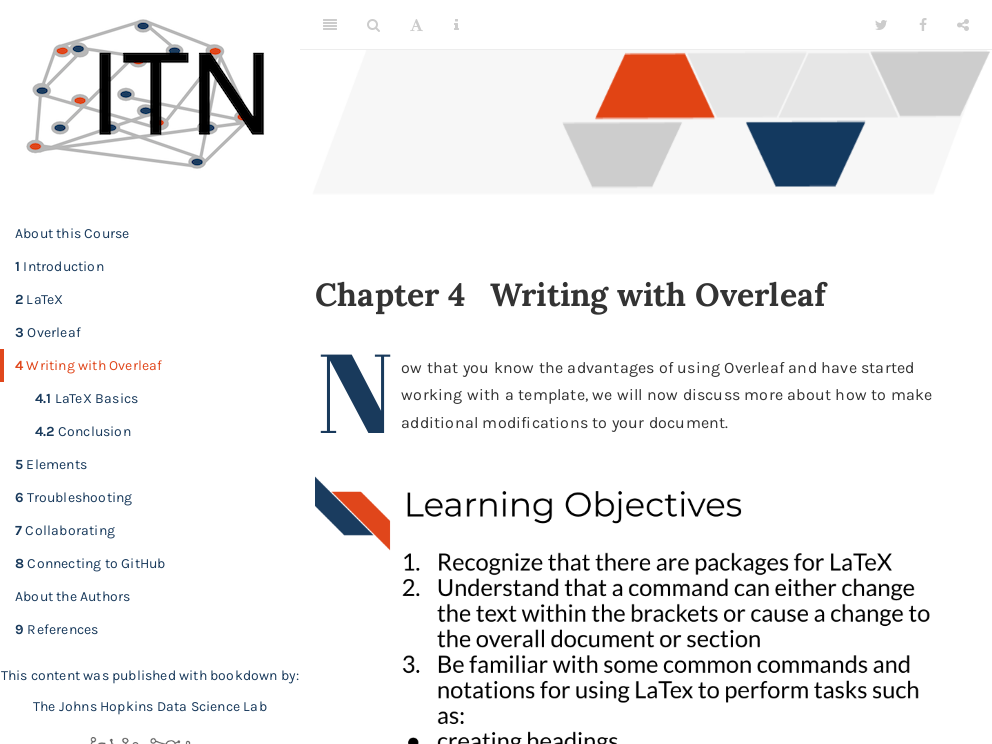 ITN
About this Course
1 Introduction
2 LaTeX
3 Overleaf
4 Writing with Overleaf
4.1 LaTeX Basics
4.2 Conclusion
5 Elements
6 Troubleshooting
7 Collaborating
8 Connecting to GitHub
About the Authors
9 References
This content was published with bookdown by:
The Johns Hopkins Data Science Lab
A
Chapter 4 Writing with Overleaf
Now that you know the advantages of using Overleaf and have started
working with a template, we will now discuss more about how to make
additional modifications to your document.
Learning Objectives
1. Recognize that there are packages for LaTeX
2. Understand that a command can either change
the text within the brackets or cause a change to
the overall document or section
3. Be familiar with some common commands and
notations for using LaTex to perform tasks such
as:
● creating headings